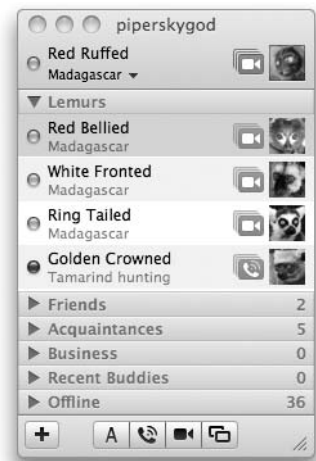 piperskygod
Red Ruffed
Madagascar
Lemurs
Red Bellied
Madagascar
White Fronted
Madagascar
Ring Tailed
Madagascar
Golden Crowned
Tamarind hunting
Friends 2
Acquaintances 5
Business 0
Recent Buddies 0
Offline 36
A